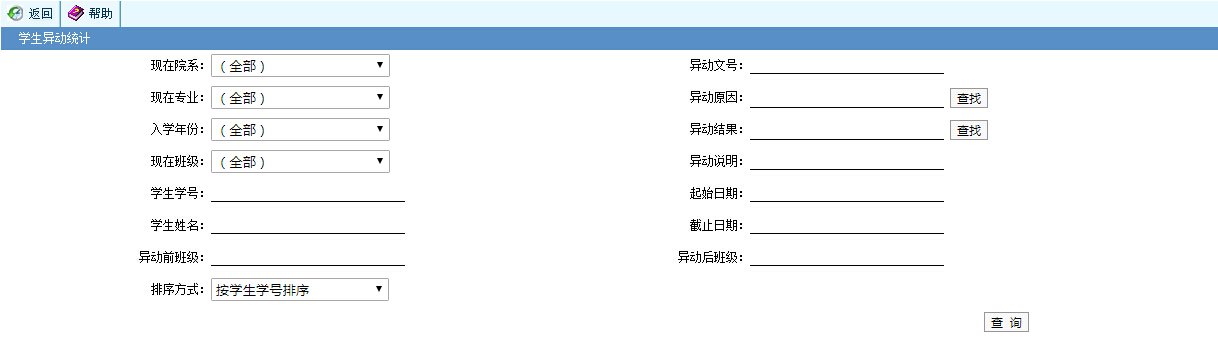 返回 帮助
学生异动统计
现在院系： （全部） 异动文号：
现在专业： （全部） 异动原因： 查找
入学年份： （全部） 异动结果： 查找
现在班级： （全部） 异动说明：
学生学号： 起始日期：
学生姓名： 截止日期：
异动前班级： 异动后班级：
排序方式： 按学生学号排序
查 询